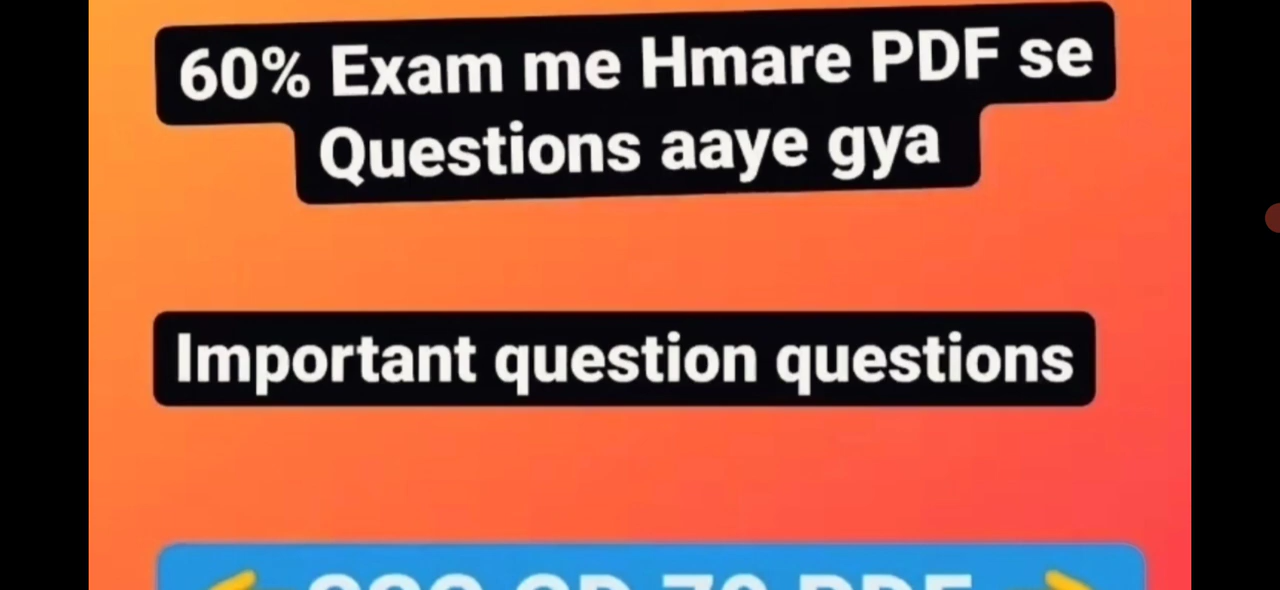 60% Exam me Hmare PDF se
Questions aaye gya
Important question questions